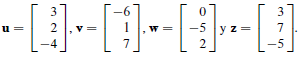 u = [3 2 -4], v = [-6 1 7], w = [0 -5 2] y z = [3 7 -5].